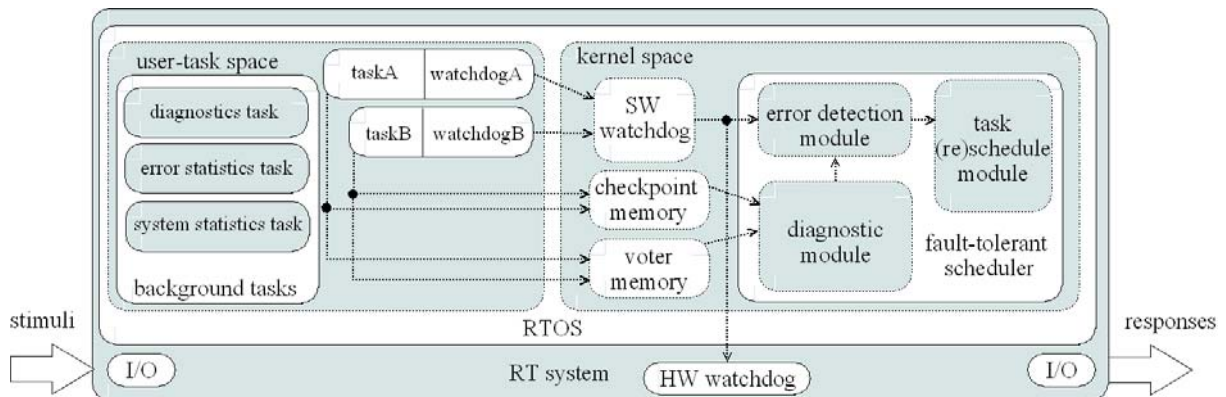 user-task space
diagnostics task
error statistics task
system statistics task
background tasks
taskA
watchdogA
taskB
watchdogB
kernel space
SW
watchdog
checkpoint
memory
voter
memory
error detection
module
diagnostic
module
task
(re)schedule
module
fault-tolerant
scheduler
RTOS
stimuli
I/O
RT system
HW watchdog
I/O
responses